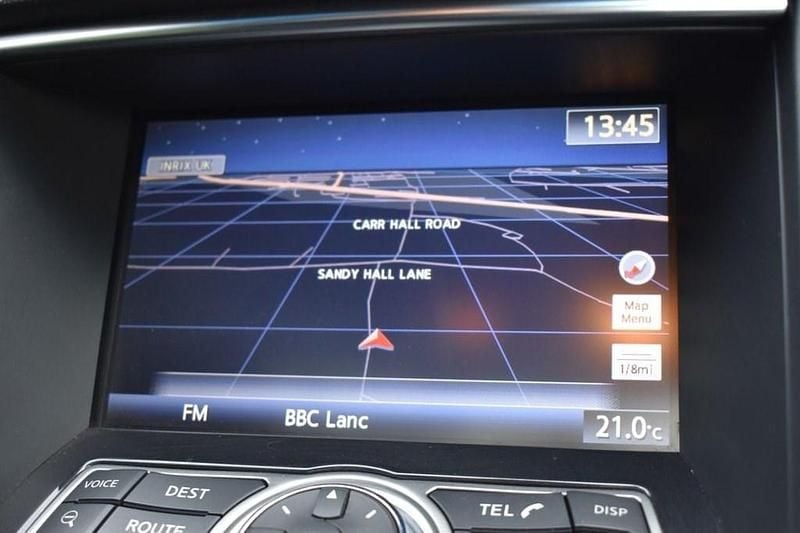 13:45
INRIX UK
CARR HALL ROAD
SANDY HALL LANE
Map
Menu
1/8mi
FM
BBC Lanc
21.0°C
VOICE
DEST
ROUTE
TEL
DISP